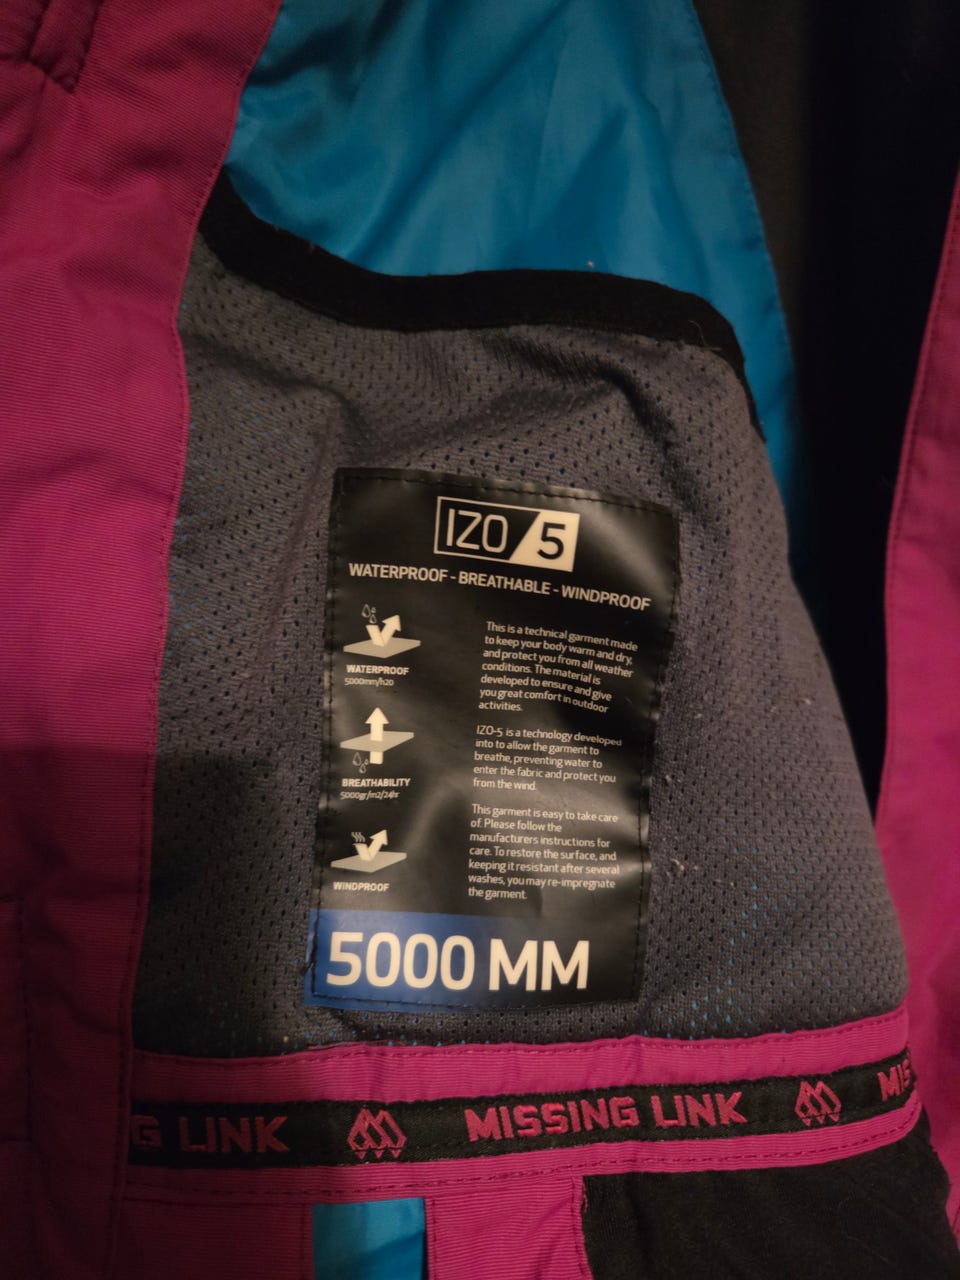 IZO/5
WATERPROOF - BREATHABLE - WINDPROOF
WATERPROOF
5000mm/h20
BREATHABILITY
5000gr/m2/24hr
WINDPROOF
This is a technical garment made
to keep your body warm and dry,
and protect you from all weather
conditions. The material is
developed to ensure and give
you great comfort in outdoor
activities.
IZO-5 is a technology developed
into to allow the garment to
breathe, preventing water to
enter the fabric and protect you
from the wind.
This garment is easy to take care
of. Please follow the
manufacturers instructions for
care. To restore the surface, and
keeping it resistant after several
washes, you may re-impregnate
the garment.
5000 MM
G LINK MISSING LINK MIS